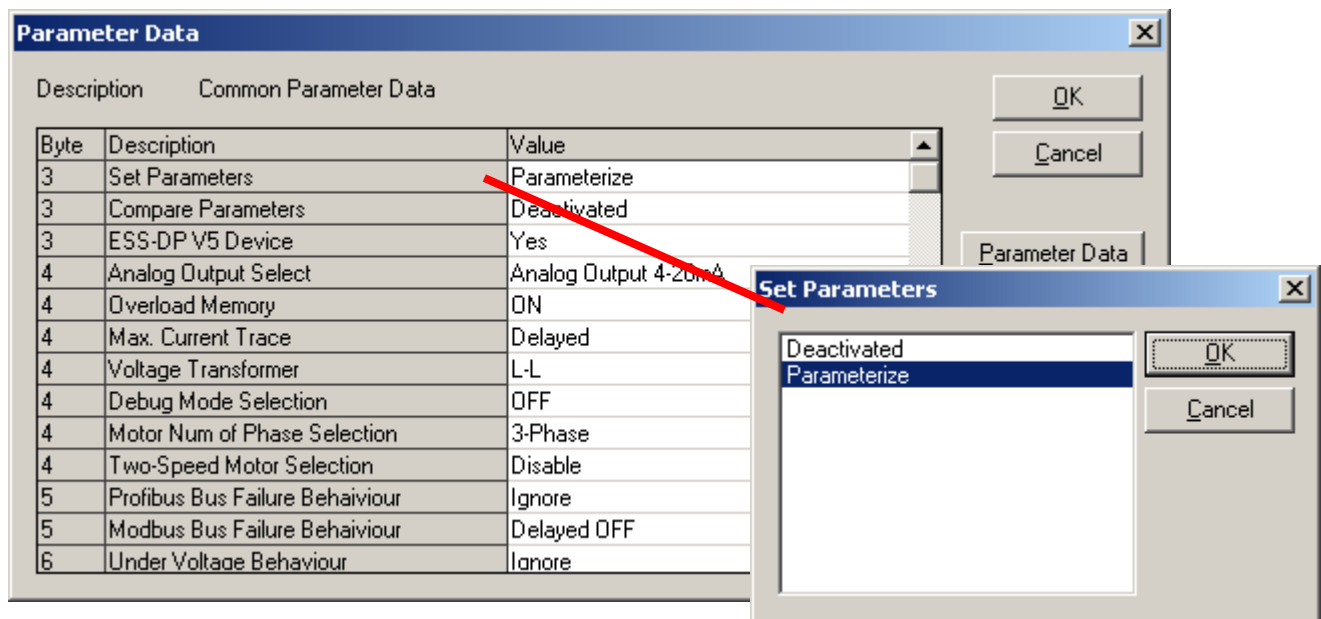 Parameter Data
Description Common Parameter Data
OK
Cancel
Parameter Data
Byte Description Value
3 Set Parameters Parameterize
3 Compare Parameters Deactivated
3 ESS-DP V5 Device Yes
4 Analog Output Select Analog Output 4-20mA
4 Overload Memory ON
4 Max. Current Trace Delayed
4 Voltage Transformer L-L
4 Debug Mode Selection OFF
4 Motor Num of Phase Selection 3-Phase
4 Two-Speed Motor Selection Disable
5 Profibus Bus Failure Behaiviour Ignore
5 Modbus Bus Failure Behaiviour Delayed OFF
6 Under Voltage Behaviour Ignore
Set Parameters
Deactivated
Parameterize
OK
Cancel